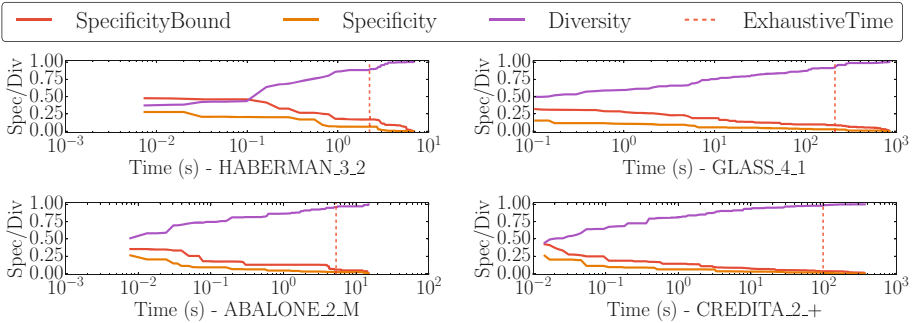 SpecificityBound Specificity Diversity ExhaustiveTime
Spec/Div
1.00
0.75
0.50
0.25
0.00
10^−3 10^−2 10^−1 10^0 10^1
Time (s) - HABERMAN_3_2
Spec/Div
1.00
0.75
0.50
0.25
0.00
10^−1 10^0 10^1 10^2 10^3
Time (s) - GLASS_4_1
Spec/Div
1.00
0.75
0.50
0.25
0.00
10^−3 10^−2 10^−1 10^0 10^1 10^2
Time (s) - ABALONE_2_M
Spec/Div
1.00
0.75
0.50
0.25
0.00
10^−2 10^−1 10^0 10^1 10^2 10^3
Time (s) - CREDITA_2_+